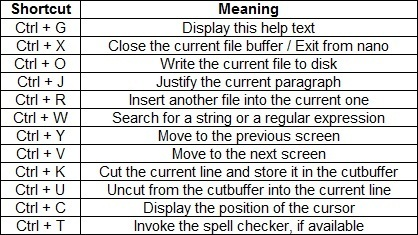 Shortcut Meaning
Ctrl + G Display this help text
Ctrl + X Close the current file buffer / Exit from nano
Ctrl + O Write the current file to disk
Ctrl + J Justify the current paragraph
Ctrl + R Insert another file into the current one
Ctrl + W Search for a string or a regular expression
Ctrl + Y Move to the previous screen
Ctrl + V Move to the next screen
Ctrl + K Cut the current line and store it in the cutbuffer
Ctrl + U Uncut from the cutbuffer into the current line
Ctrl + C Display the position of the cursor
Ctrl + T Invoke the spell checker, if available